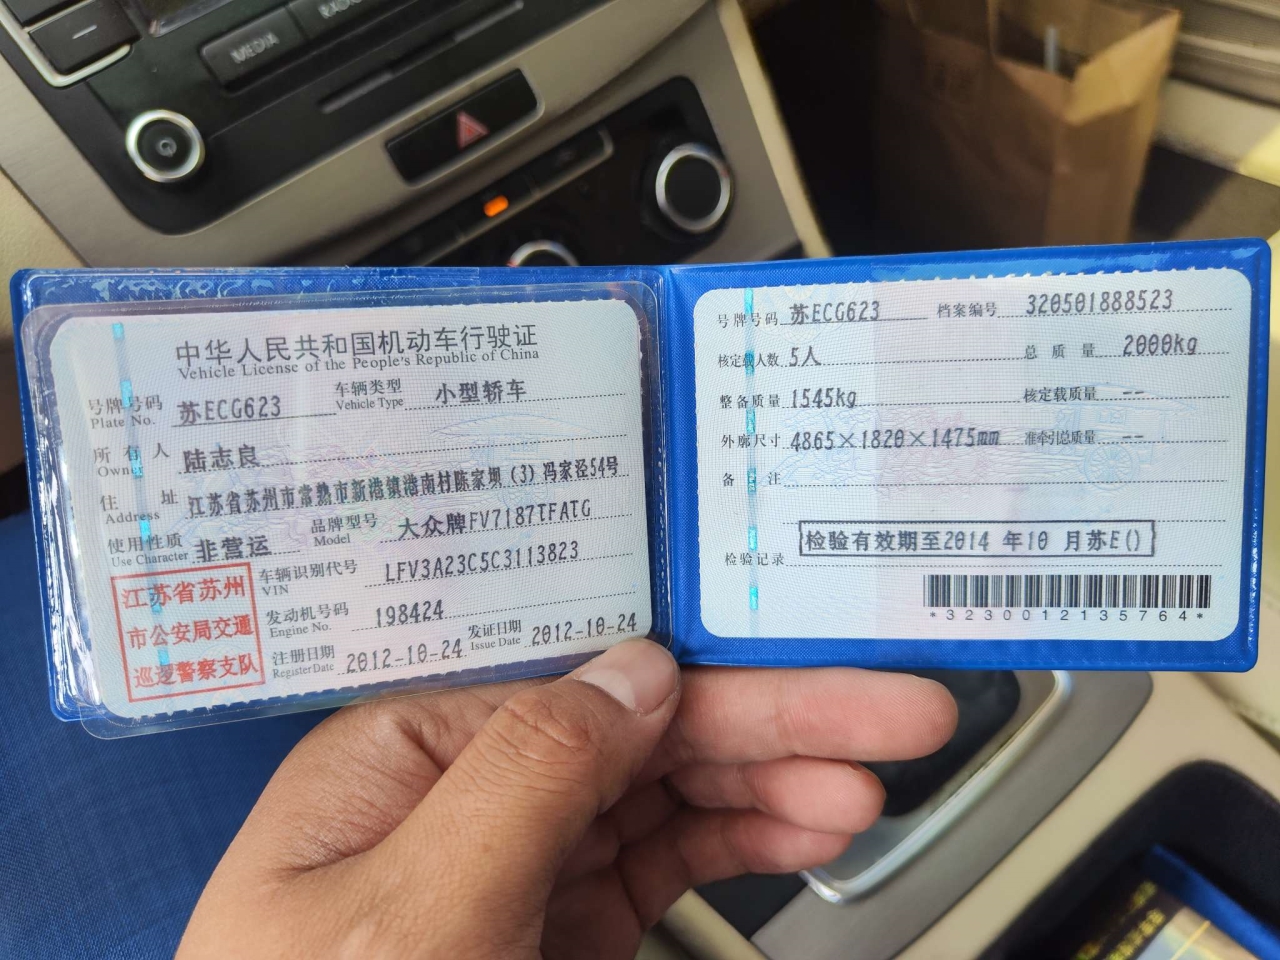 MEDIA
中华人民共和国机动车行驶证
Vehicle License of the People's Republic of China
号牌号码 苏ECG623 车辆类型 小型轿车
Plate No. Vehicle Type
所有人 陆志良
Owner
住址 江苏省苏州市常熟市新港镇港南村陈家坝(3)冯家泾54号
Address
使用性质 非营运 品牌型号 大众牌FV7187TFATG
Use Character Model
车辆识别代号 LFV3A23C5C3113823
VIN
发动机号码 198424
Engine No.
注册日期 2012-10-24 发证日期 2012-10-24
Register Date Issue Date
江苏省苏州
市公安局交通
巡逻警察支队
号牌号码 苏ECG623 档案编号 320501888523
核定载人数 5人 总质量 2000kg
整备质量 1545kg 核定载质量 --
外廓尺寸 4865×1820×1475mm 准牵引总质量 --
备注
检验记录 检验有效期至2014 年10 月苏E()
*3230012135764*